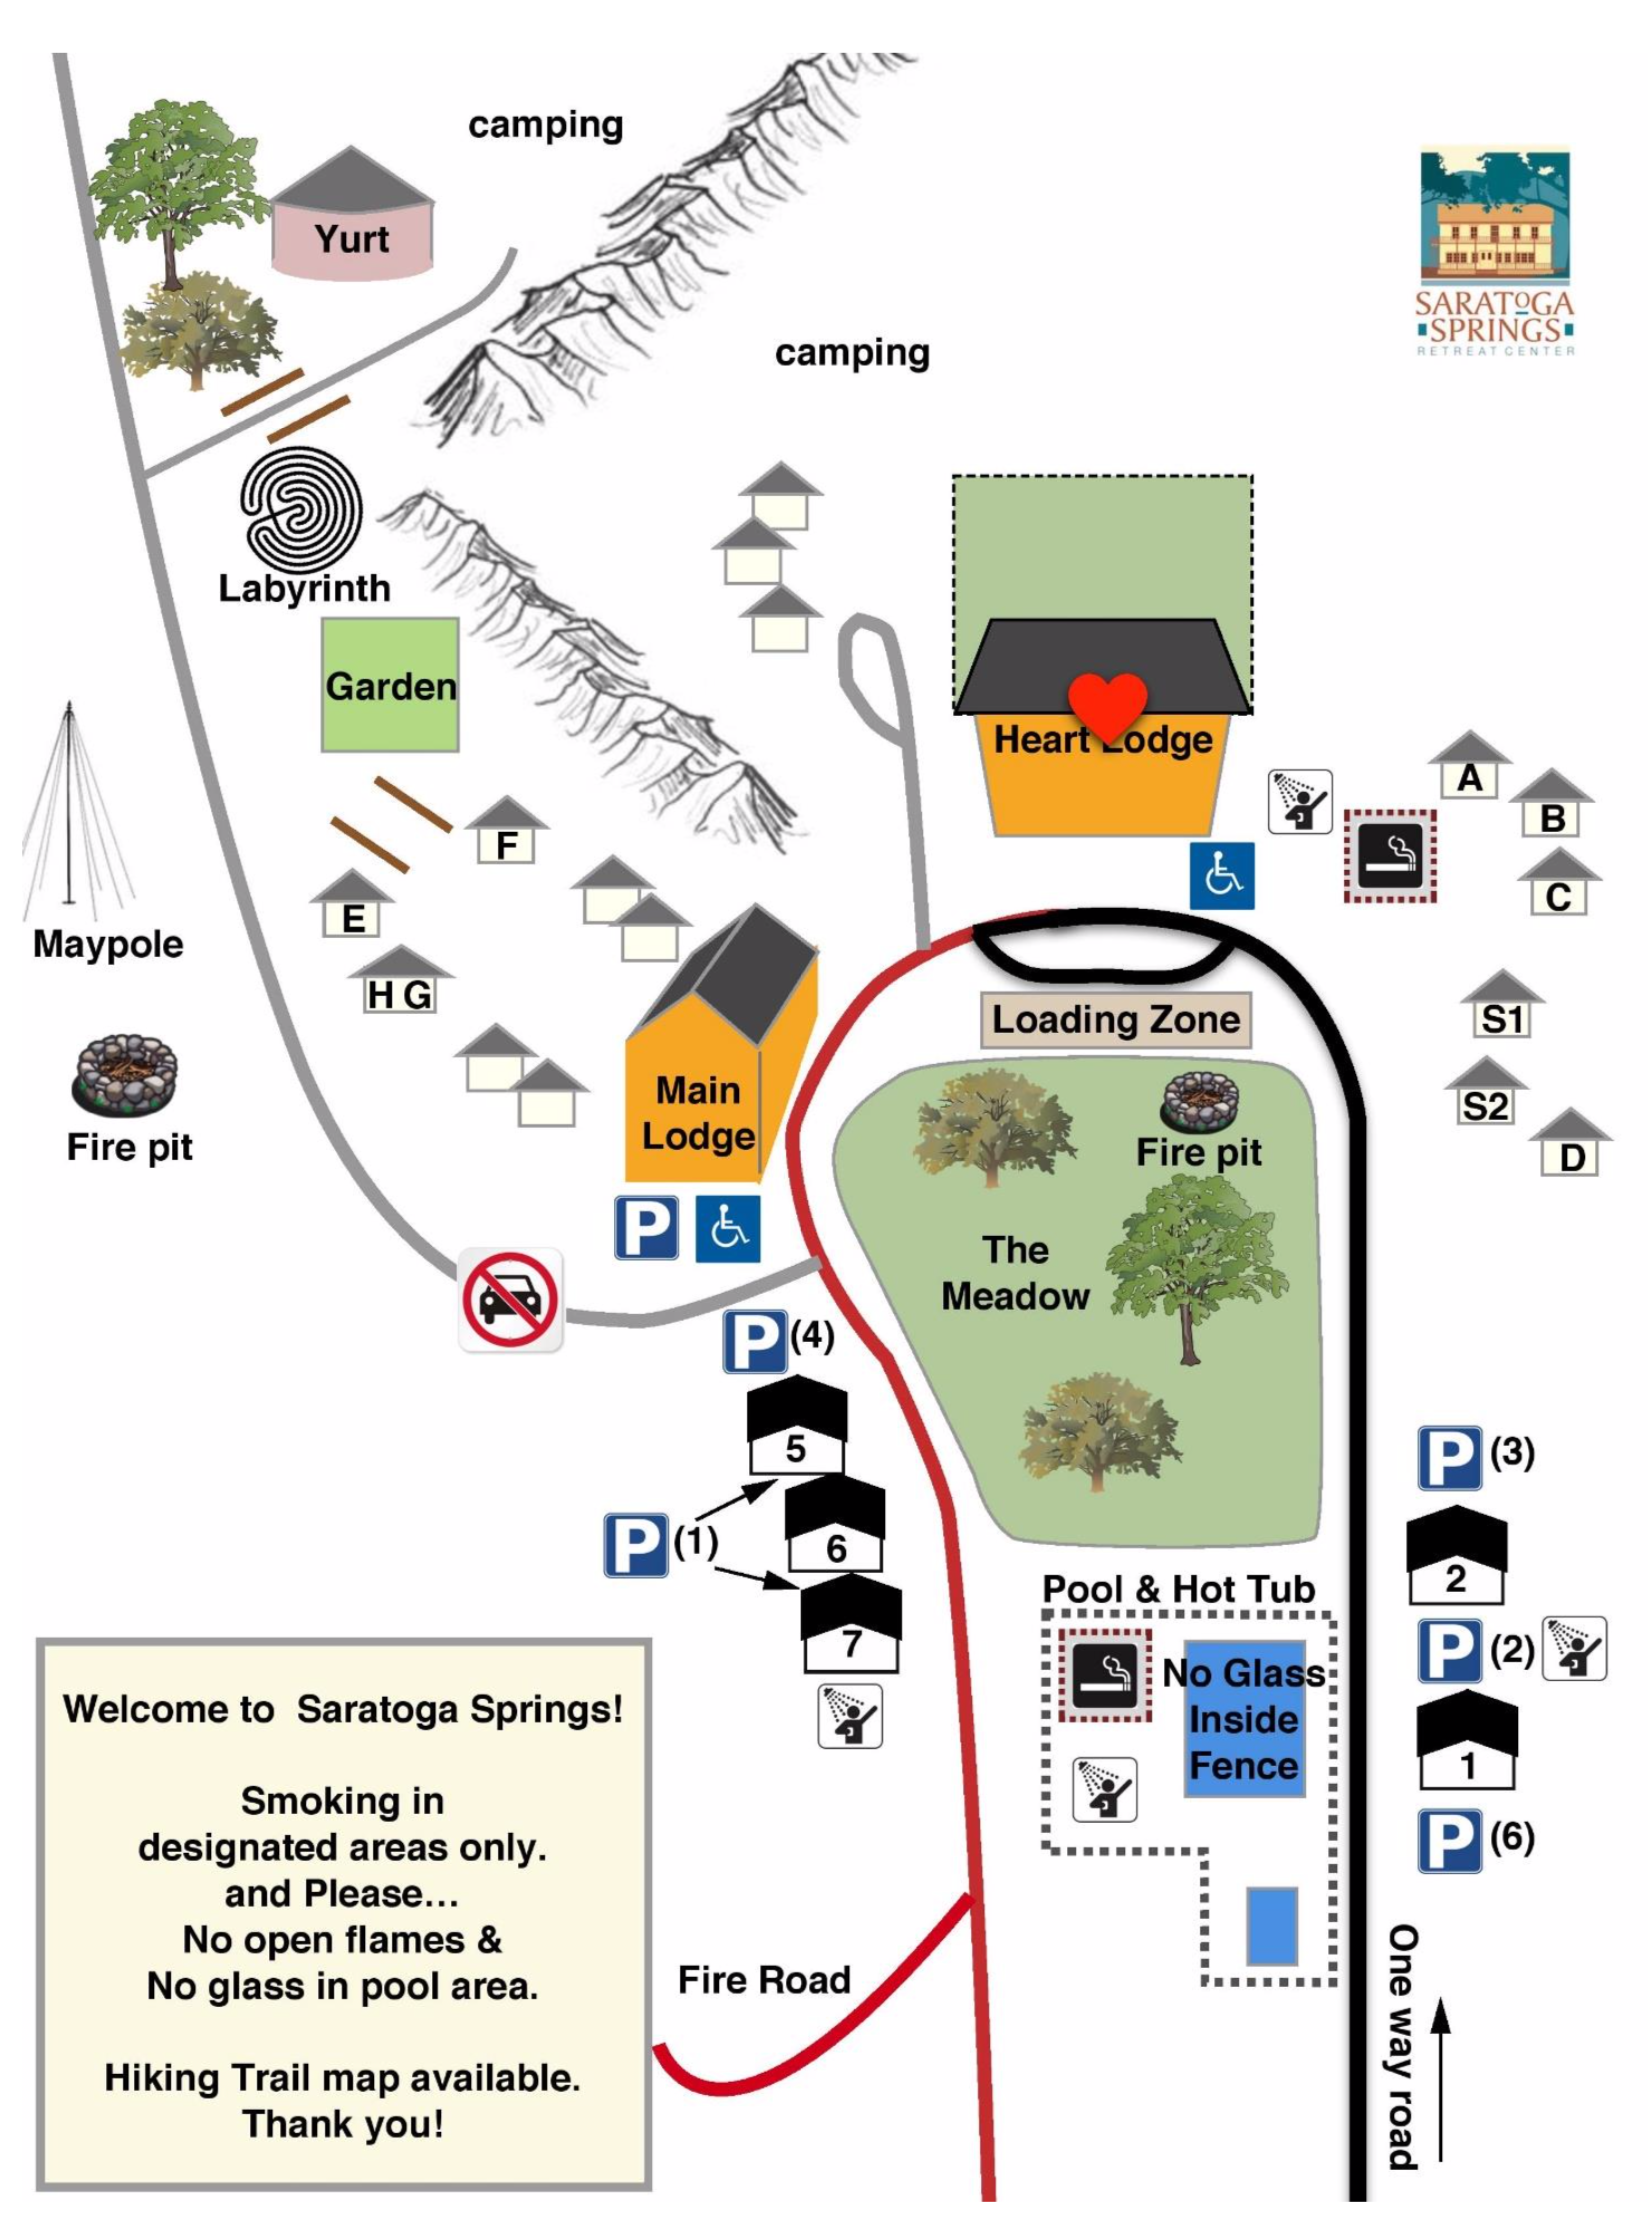 camping
Yurt
SARATOGA
SPRINGS
RETREAT CENTER
camping
Labyrinth
Garden
Heart Lodge
A
B
C
F
E
H G
Maypole
S1
Loading Zone
S2
D
Main
Lodge
Fire pit
Fire pit
P
The
Meadow
P (4)
5
P (3)
P (1)
6
2
Pool & Hot Tub
7
P (2)
No Glass
Inside
Fence
1
P (6)
Welcome to Saratoga Springs!
Smoking in
designated areas only.
and Please...
No open flames &
No glass in pool area.
Hiking Trail map available.
Thank you!
Fire Road
One way road